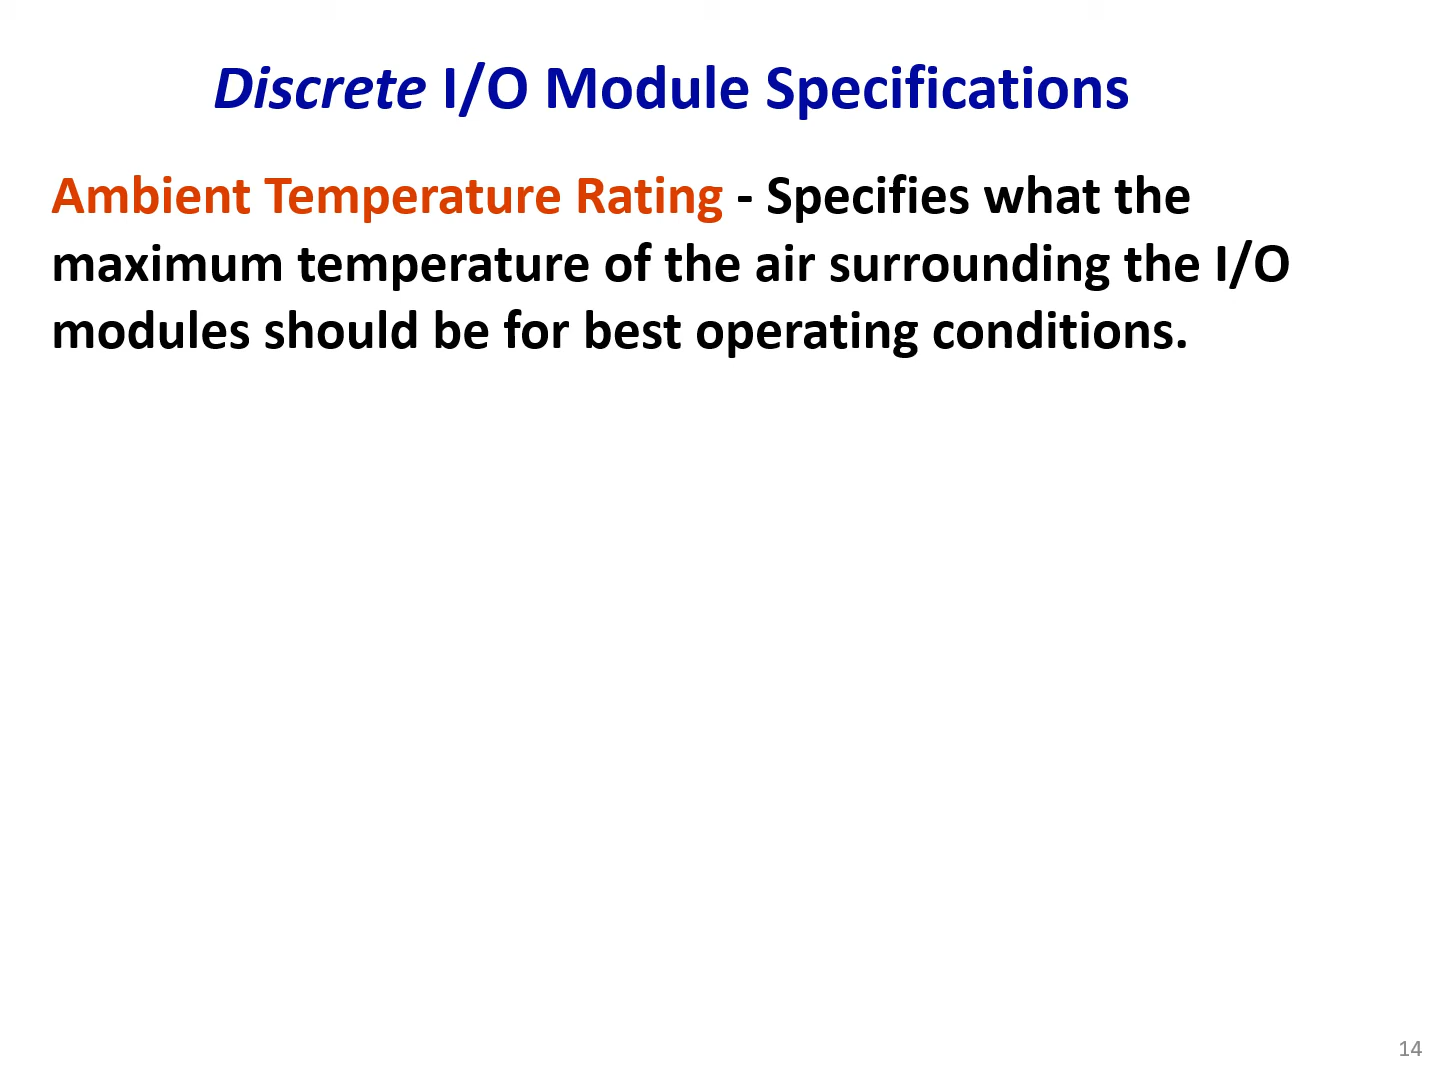 Discrete I/O Module Specifications
Ambient Temperature Rating - Specifies what the
maximum temperature of the air surrounding the I/O
modules should be for best operating conditions.
14